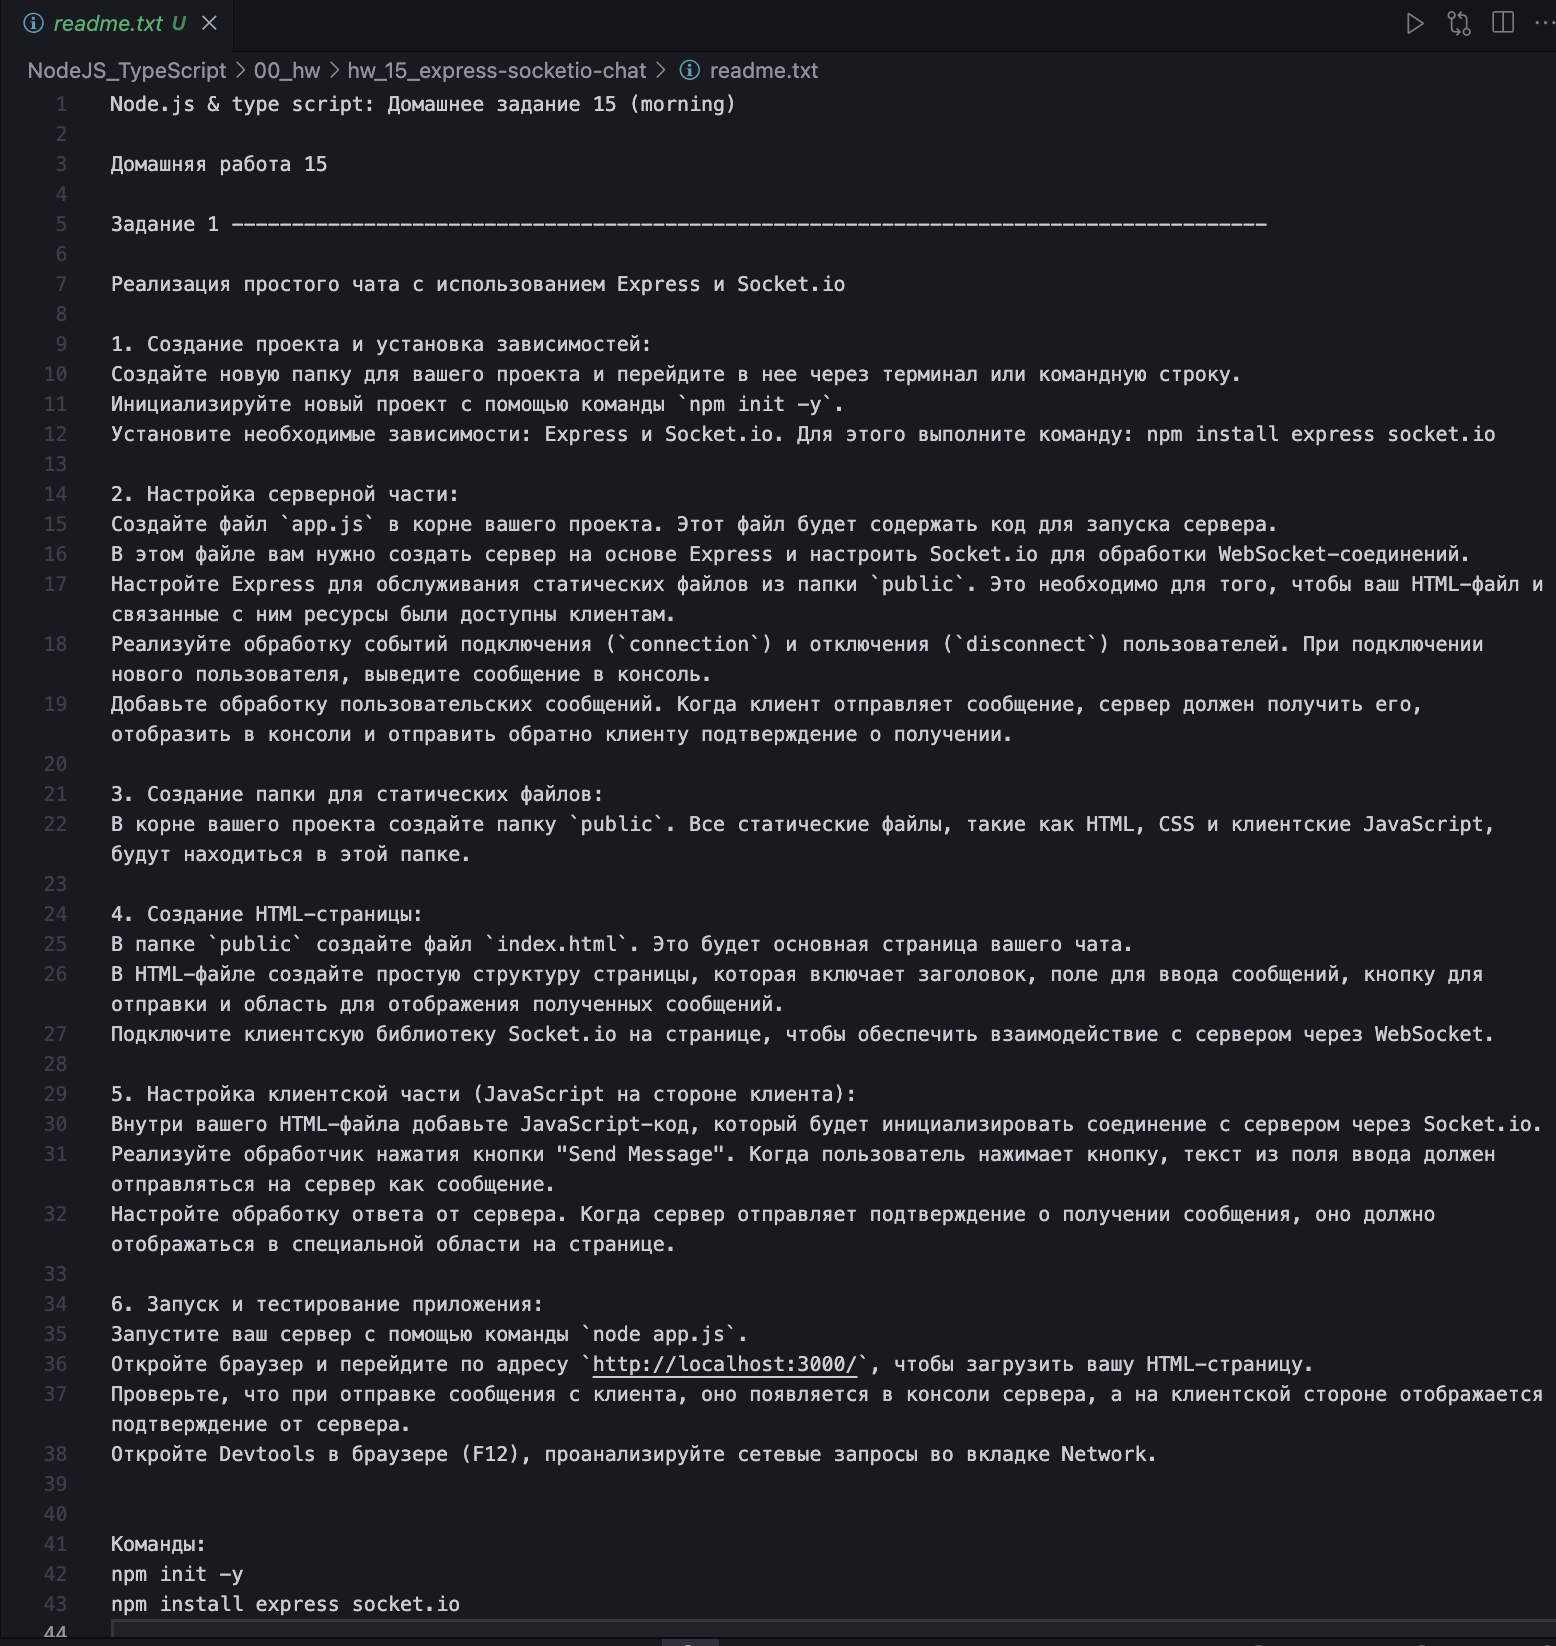 readme.txt U
NodeJS_TypeScript > 00_hw > hw_15_express-socketio-chat > readme.txt
1 Node.js & type script: Домашнее задание 15 (morning)
2
3 Домашняя работа 15
4
5 Задание 1 --------------------------------------------------------------------------------------
6
7 Реализация простого чата с использованием Express и Socket.io
8
9 1. Создание проекта и установка зависимостей:
10 Создайте новую папку для вашего проекта и перейдите в нее через терминал или командную строку.
11 Инициализируйте новый проект с помощью команды `npm init -y`.
12 Установите необходимые зависимости: Express и Socket.io. Для этого выполните команду: npm install express socket.io
13
14 2. Настройка серверной части:
15 Создайте файл `app.js` в корне вашего проекта. Этот файл будет содержать код для запуска сервера.
16 В этом файле вам нужно создать сервер на основе Express и настроить Socket.io для обработки WebSocket-соединений.
17 Настройте Express для обслуживания статических файлов из папки `public`. Это необходимо для того, чтобы ваш HTML-файл и
связанные с ним ресурсы были доступны клиентам.
18 Реализуйте обработку событий подключения (`connection`) и отключения (`disconnect`) пользователей. При подключении
нового пользователя, выведите сообщение в консоль.
19 Добавьте обработку пользовательских сообщений. Когда клиент отправляет сообщение, сервер должен получить его,
отобразить в консоли и отправить обратно клиенту подтверждение о получении.
20
21 3. Создание папки для статических файлов:
22 В корне вашего проекта создайте папку `public`. Все статические файлы, такие как HTML, CSS и клиентские JavaScript,
будут находиться в этой папке.
23
24 4. Создание HTML-страницы:
25 В папке `public` создайте файл `index.html`. Это будет основная страница вашего чата.
26 В HTML-файле создайте простую структуру страницы, которая включает заголовок, поле для ввода сообщений, кнопку для
отправки и область для отображения полученных сообщений.
27 Подключите клиентскую библиотеку Socket.io на странице, чтобы обеспечить взаимодействие с сервером через WebSocket.
28
29 5. Настройка клиентской части (JavaScript на стороне клиента):
30 Внутри вашего HTML-файла добавьте JavaScript-код, который будет инициализировать соединение с сервером через Socket.io.
31 Реализуйте обработчик нажатия кнопки "Send Message". Когда пользователь нажимает кнопку, текст из поля ввода должен
отправляться на сервер как сообщение.
32 Настройте обработку ответа от сервера. Когда сервер отправляет подтверждение о получении сообщения, оно должно
отображаться в специальной области на странице.
33
34 6. Запуск и тестирование приложения:
35 Запустите ваш сервер с помощью команды `node app.js`.
36 Откройте браузер и перейдите по адресу `http://localhost:3000/`, чтобы загрузить вашу HTML-страницу.
37 Проверьте, что при отправке сообщения с клиента, оно появляется в консоли сервера, а на клиентской стороне отображается
подтверждение от сервера.
38 Откройте Devtools в браузере (F12), проанализируйте сетевые запросы во вкладке Network.
39
40
41 Команды:
42 npm init -y
43 npm install express socket.io
44